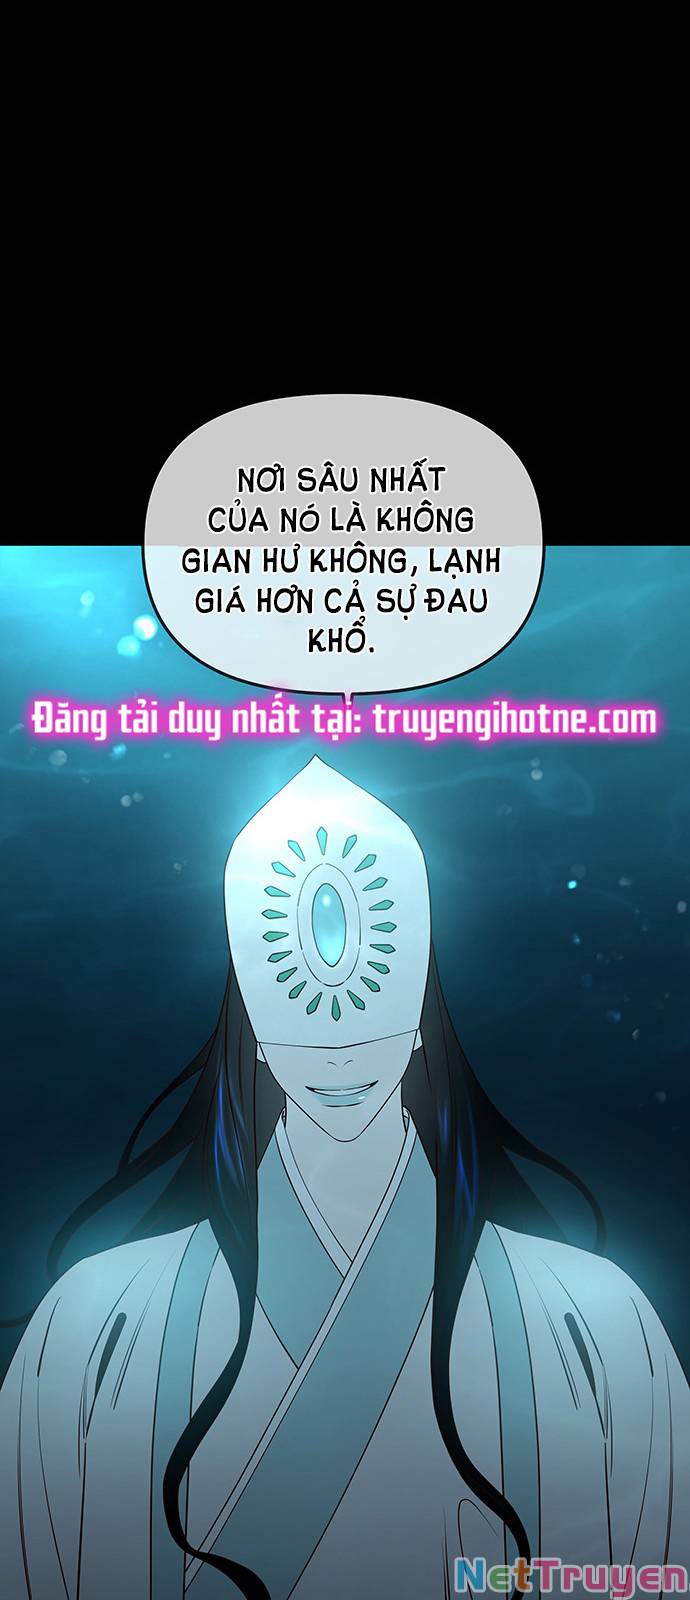 NƠI SÂU NHẤT
CỦA NÓ LÀ KHÔNG
GIAN HƯ KHÔNG, LẠNH
GIÁ HƠN CẢ SỰ ĐAU
KHỔ.
Đăng tải duy nhất tại: truyengihotne.com
NetTruyen